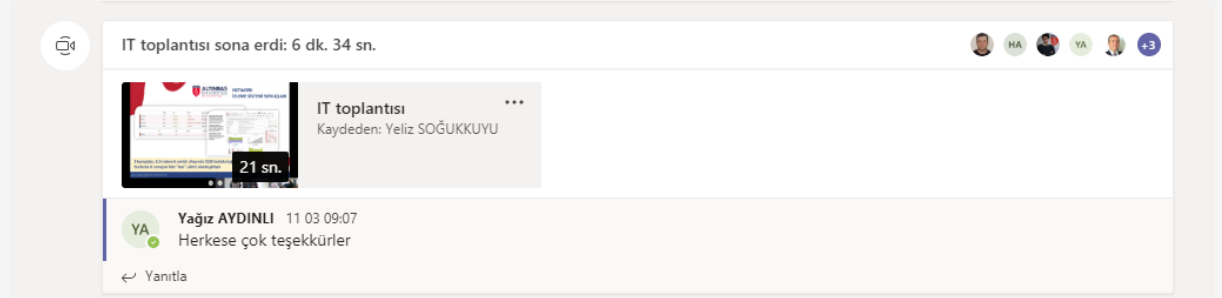 IT toplantısı sona erdi: 6 dk. 34 sn.
HA
YA
+3
ALTINBAŞ
IT toplantısı
Kaydeden: Yeliz SOĞUKKUYU
21 sn.
YA
Yağız AYDINLI 11 03 09:07
Herkese çok teşekkürler
Yanıtla